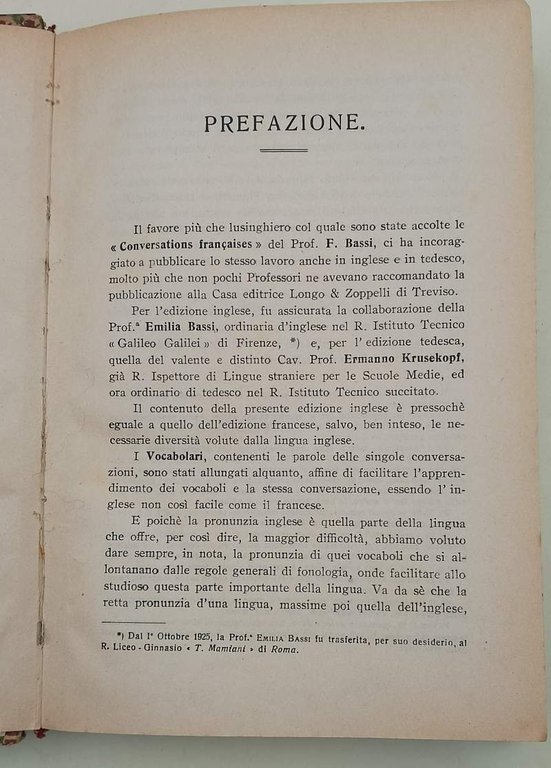 PREFAZIONE.
Il favore più che lusinghiero col quale sono state accolte le
« Conversations françaises » del Prof. F. Bassi, ci ha incorag-
giato a pubblicare lo stesso lavoro anche in inglese e in tedesco,
molto più che non pochi Professori ne avevano raccomandato la
pubblicazione alla Casa editrice Longo & Zoppelli di Treviso.
Per l'edizione inglese, fu assicurata la collaborazione della
Prof.ª Emilia Bassi, ordinaria d'inglese nel R. Istituto Tecnico
« Galileo Galilei » di Firenze, *) e, per l'edizione tedesca,
quella del valente e distinto Cav. Prof. Ermanno Krusekopf,
già R. Ispettore di Lingue straniere per le Scuole Medie, ed
ora ordinario di tedesco nel R. Istituto Tecnico succitato.
Il contenuto della presente edizione inglese è pressochè
eguale a quello dell'edizione francese, salvo, ben inteso, le ne-
cessarie diversità volute dalla lingua inglese.
I Vocabolari, contenenti le parole delle singole conversa-
zioni, sono stati allungati alquanto, affine di facilitare l'appren-
dimento dei vocaboli e la stessa conversazione, essendo l'in-
glese non così facile come il francese.
E poichè la pronunzia inglese è quella parte della lingua
che offre, per così dire, la maggior difficoltà, abbiamo voluto
dare sempre, in nota, la pronunzia di quei vocaboli che si al-
lontanano dalle regole generali di fonologia, onde facilitare allo
studioso questa parte importante della lingua. Va da sè che la
retta pronunzia d'una lingua, massime poi quella dell'inglese,
*) Dal 1º Ottobre 1925, la Prof.ª EMILIA BASSI fu trasferita, per suo desiderio, al
R. Liceo - Ginnasio « T. Mamiani » di Roma.